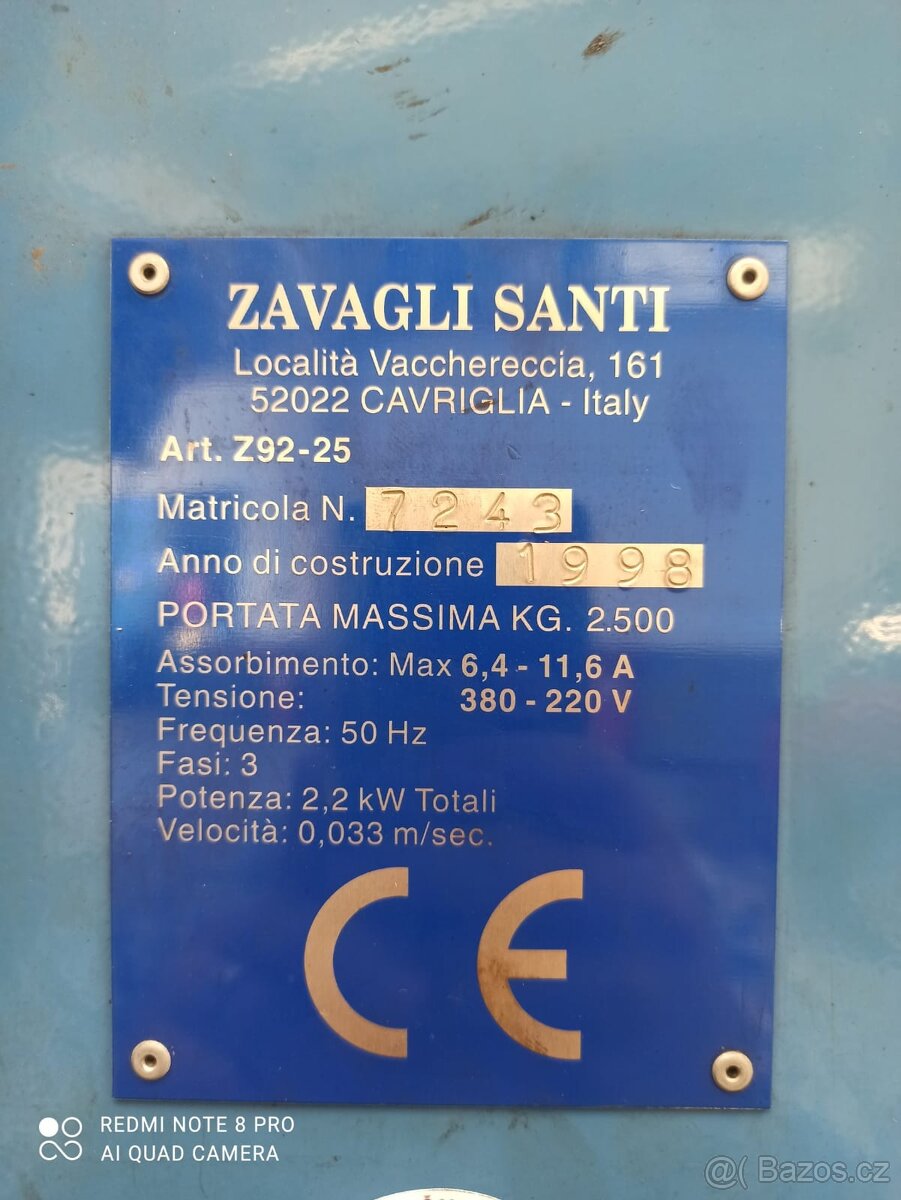 ZAVAGLI SANTI
Località Vacchereccia, 161
52022 CAVRIGLIA - Italy
Art. Z92-25
Matricola N. 7243
Anno di costruzione 1998
PORTATA MASSIMA KG. 2.500
Assorbimento: Max 6,4 - 11,6 A
Tensione: 380 - 220 V
Frequenza: 50 Hz
Fasi: 3
Potenza: 2,2 kW Totali
Velocità: 0,033 m/sec.
CE
REDMI NOTE 8 PRO
AI QUAD CAMERA
@( Bazos.cz